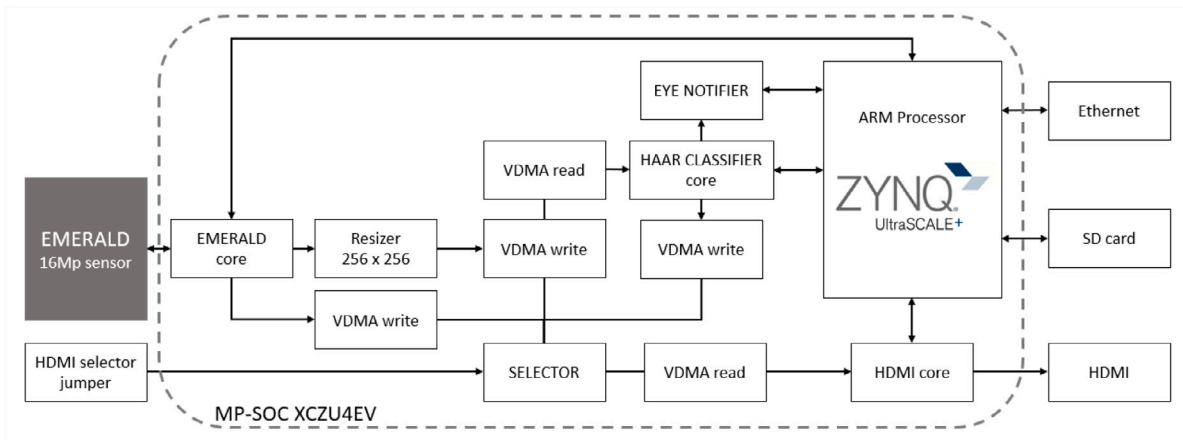 EYE NOTIFIER
ARM Processor
Ethernet
VDMA read
HAAR CLASSIFIER
core
ZYNQ
UltraSCALE+
EMERALD
16Mp sensor
EMERALD
core
Resizer
256 x 256
VDMA write
VDMA write
SD card
VDMA write
HDMI selector
jumper
SELECTOR
VDMA read
HDMI core
HDMI
MP-SOC XCZU4EV